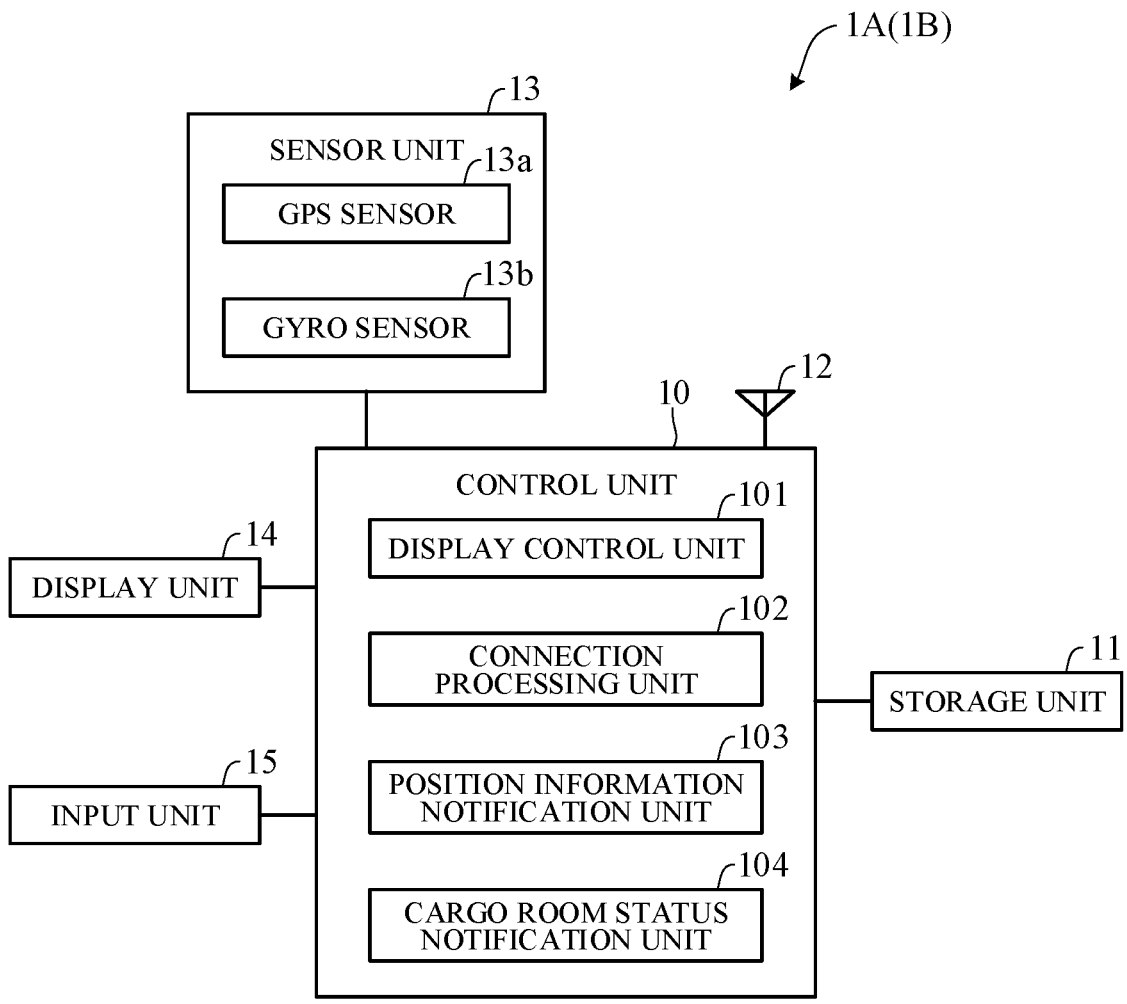 1A(1B)
13
SENSOR UNIT
13a
GPS SENSOR
13b
GYRO SENSOR
12
10
CONTROL UNIT
101
DISPLAY CONTROL UNIT
14
DISPLAY UNIT
102
CONNECTION
PROCESSING UNIT
11
STORAGE UNIT
103
POSITION INFORMATION
NOTIFICATION UNIT
15
INPUT UNIT
104
CARGO ROOM STATUS
NOTIFICATION UNIT